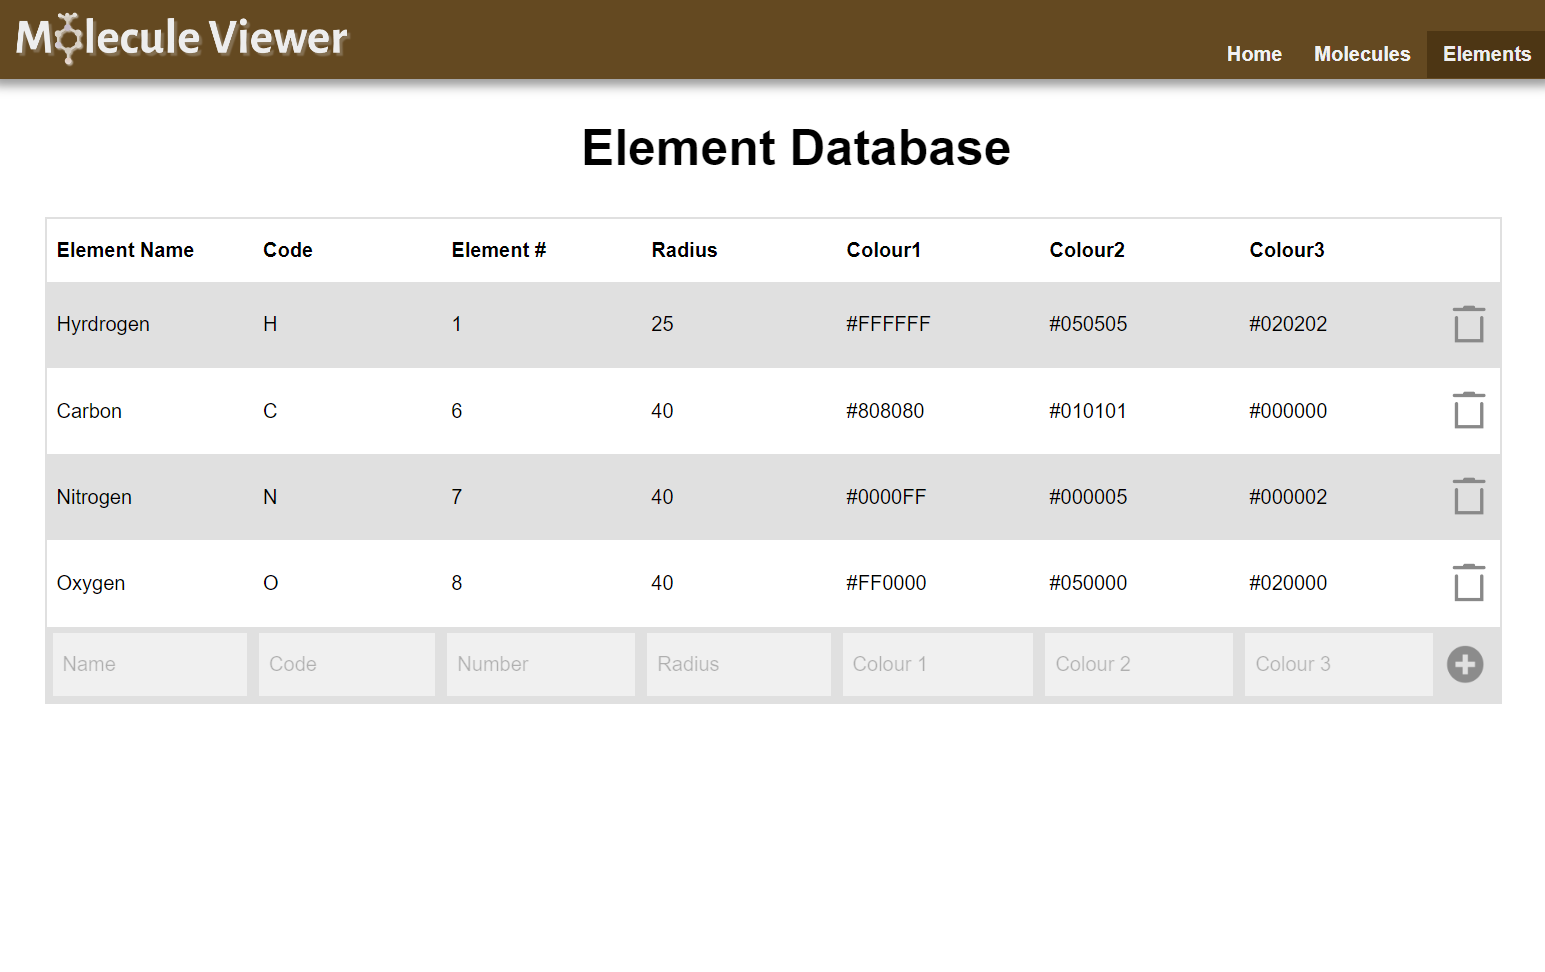 Molecule Viewer
Home Molecules Elements
Element Database
Element Name Code Element # Radius Colour1 Colour2 Colour3
Hyrdrogen H 1 25 #FFFFFF #050505 #020202
Carbon C 6 40 #808080 #010101 #000000
Nitrogen N 7 40 #0000FF #000005 #000002
Oxygen O 8 40 #FF0000 #050000 #020000
Name Code Number Radius Colour 1 Colour 2 Colour 3